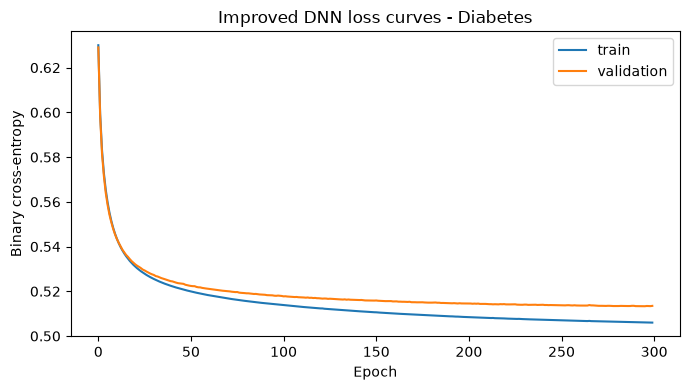 Improved DNN loss curves - Diabetes
train
validation
Binary cross-entropy
0.62
0.60
0.58
0.56
0.54
0.52
0.50
0 50 100 150 200 250 300
Epoch